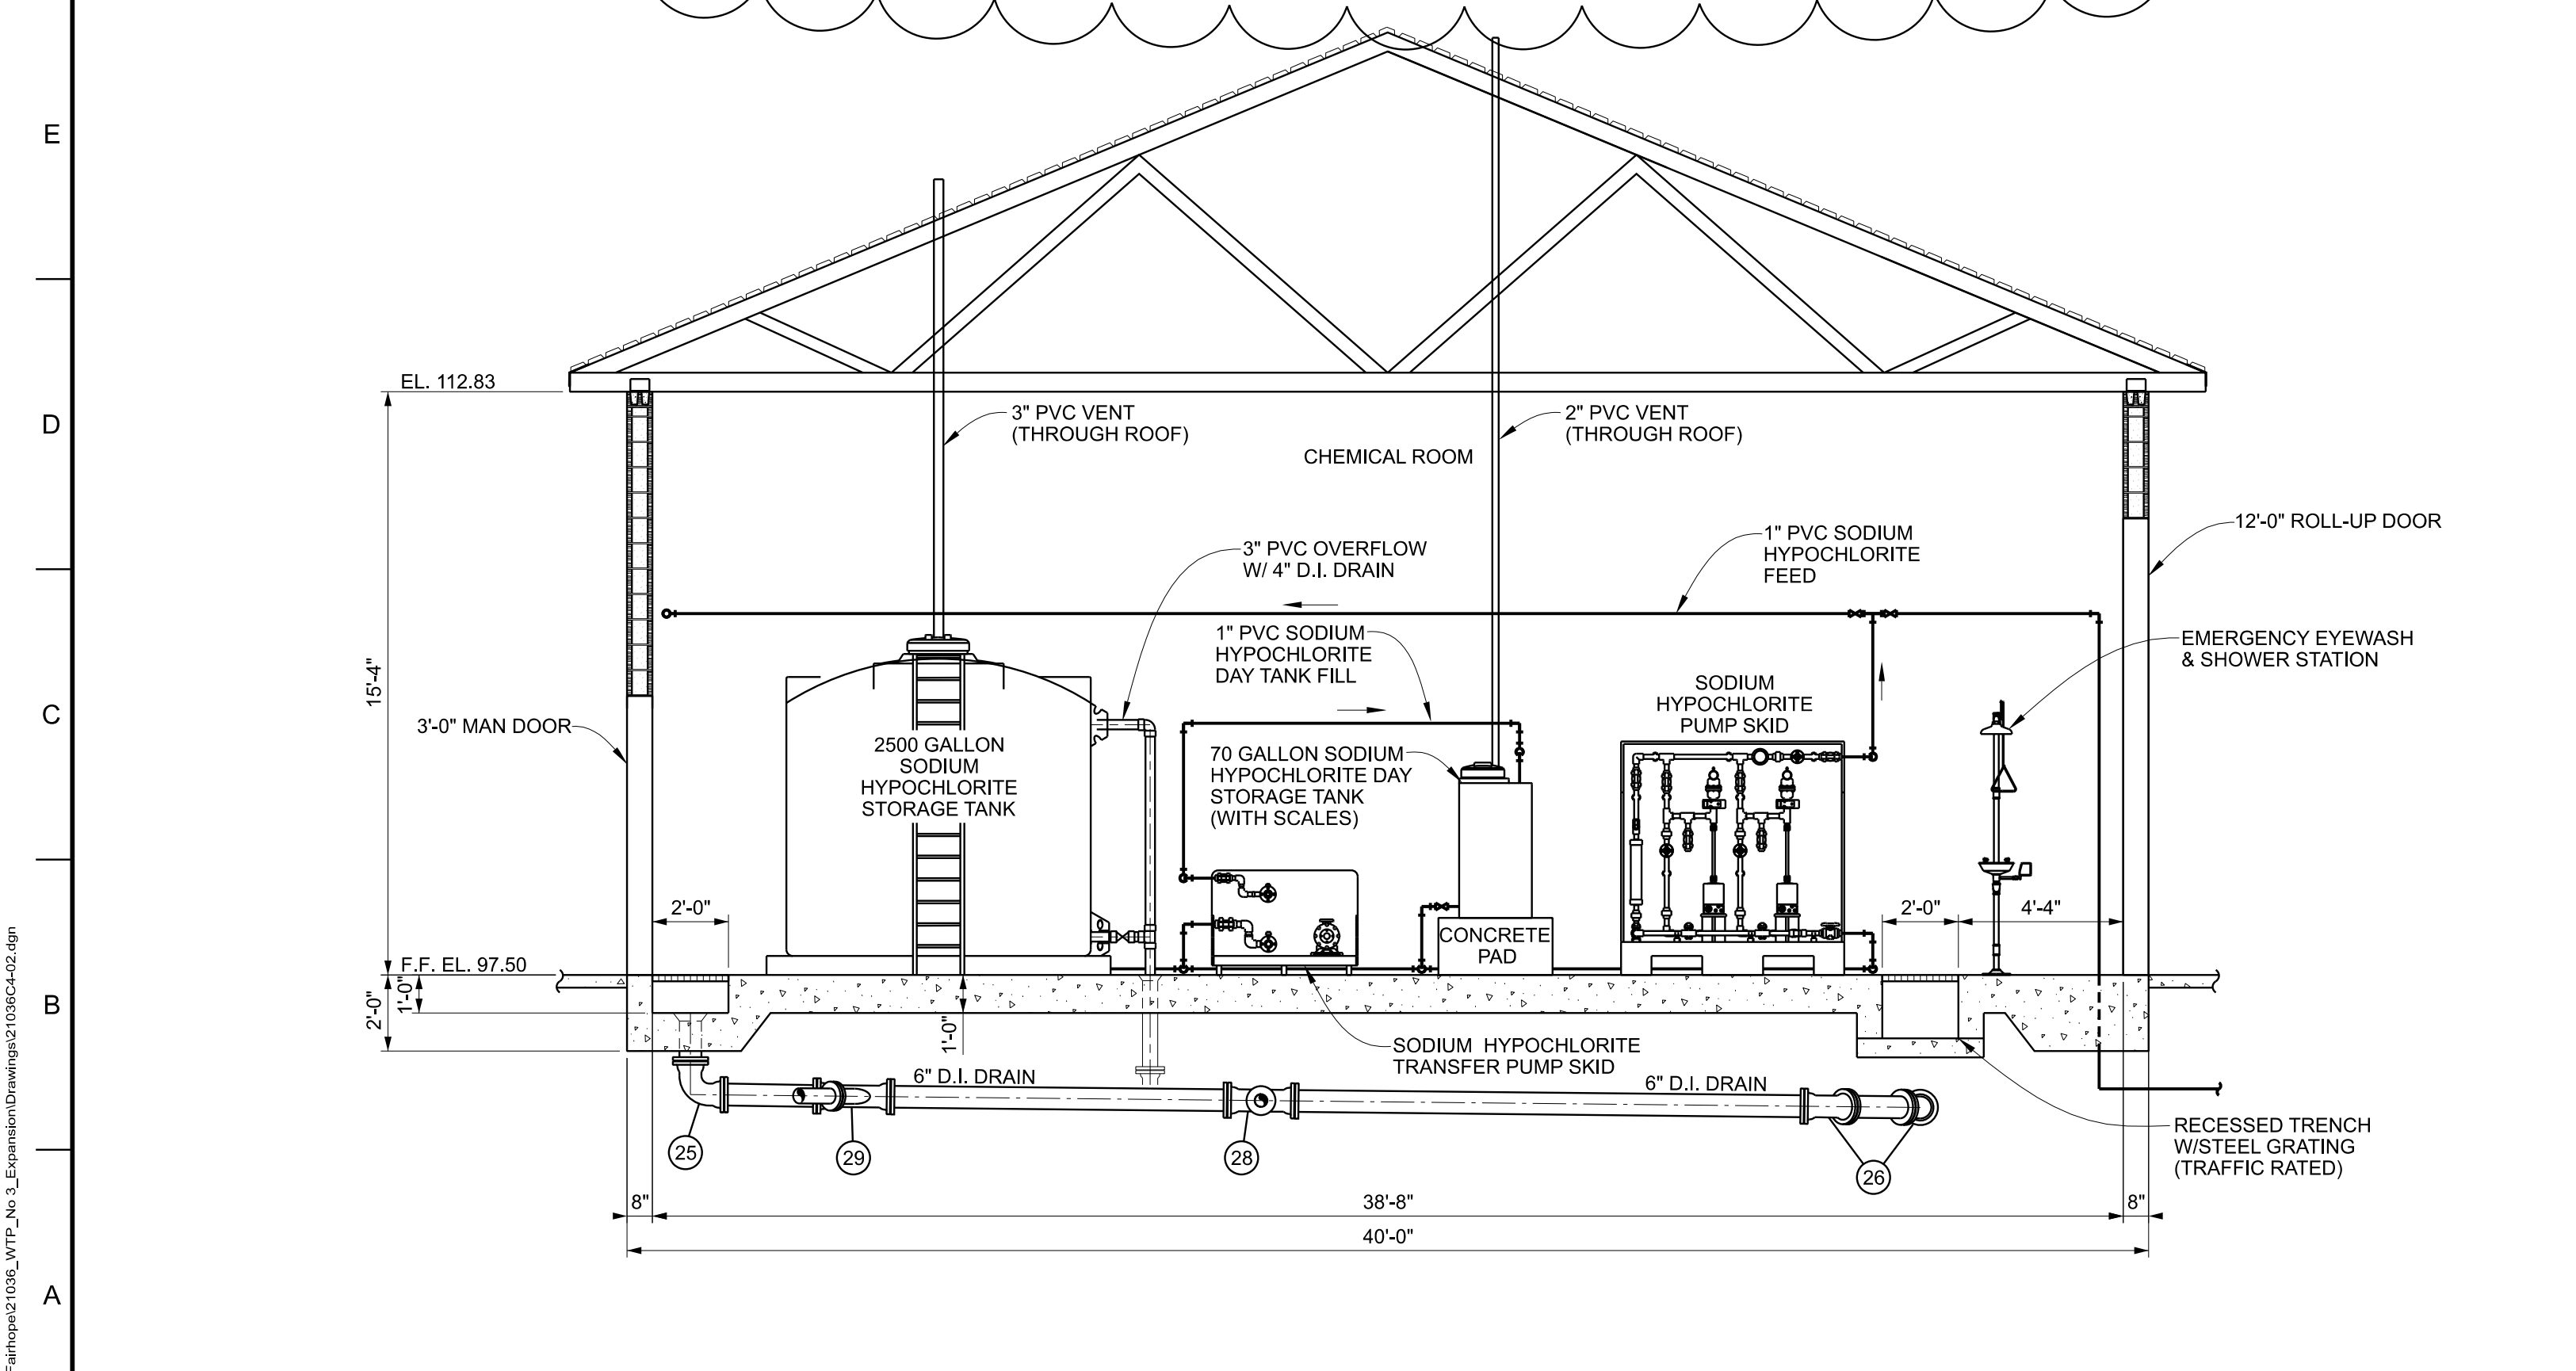 E
D
C
B
A
Fairhope\21036_WTP_No 3_Expansion\Drawings\21036C4-02.dgn
EL. 112.83
3" PVC VENT
(THROUGH ROOF)
2" PVC VENT
(THROUGH ROOF)
CHEMICAL ROOM
12'-0" ROLL-UP DOOR
1" PVC SODIUM
HYPOCHLORITE
FEED
3" PVC OVERFLOW
W/ 4" D.I. DRAIN
1" PVC SODIUM
HYPOCHLORITE
DAY TANK FILL
EMERGENCY EYEWASH
& SHOWER STATION
15'-4"
SODIUM
HYPOCHLORITE
PUMP SKID
3'-0" MAN DOOR
2500 GALLON
SODIUM
HYPOCHLORITE
STORAGE TANK
70 GALLON SODIUM
HYPOCHLORITE DAY
STORAGE TANK
(WITH SCALES)
2'-0"
2'-0"
4'-4"
CONCRETE
PAD
F.F. EL. 97.50
2'-0"
1'-0"
1'-0"
SODIUM HYPOCHLORITE
TRANSFER PUMP SKID
6" D.I. DRAIN
6" D.I. DRAIN
RECESSED TRENCH
W/STEEL GRATING
(TRAFFIC RATED)
25
29
28
26
8"
38'-8"
8"
40'-0"